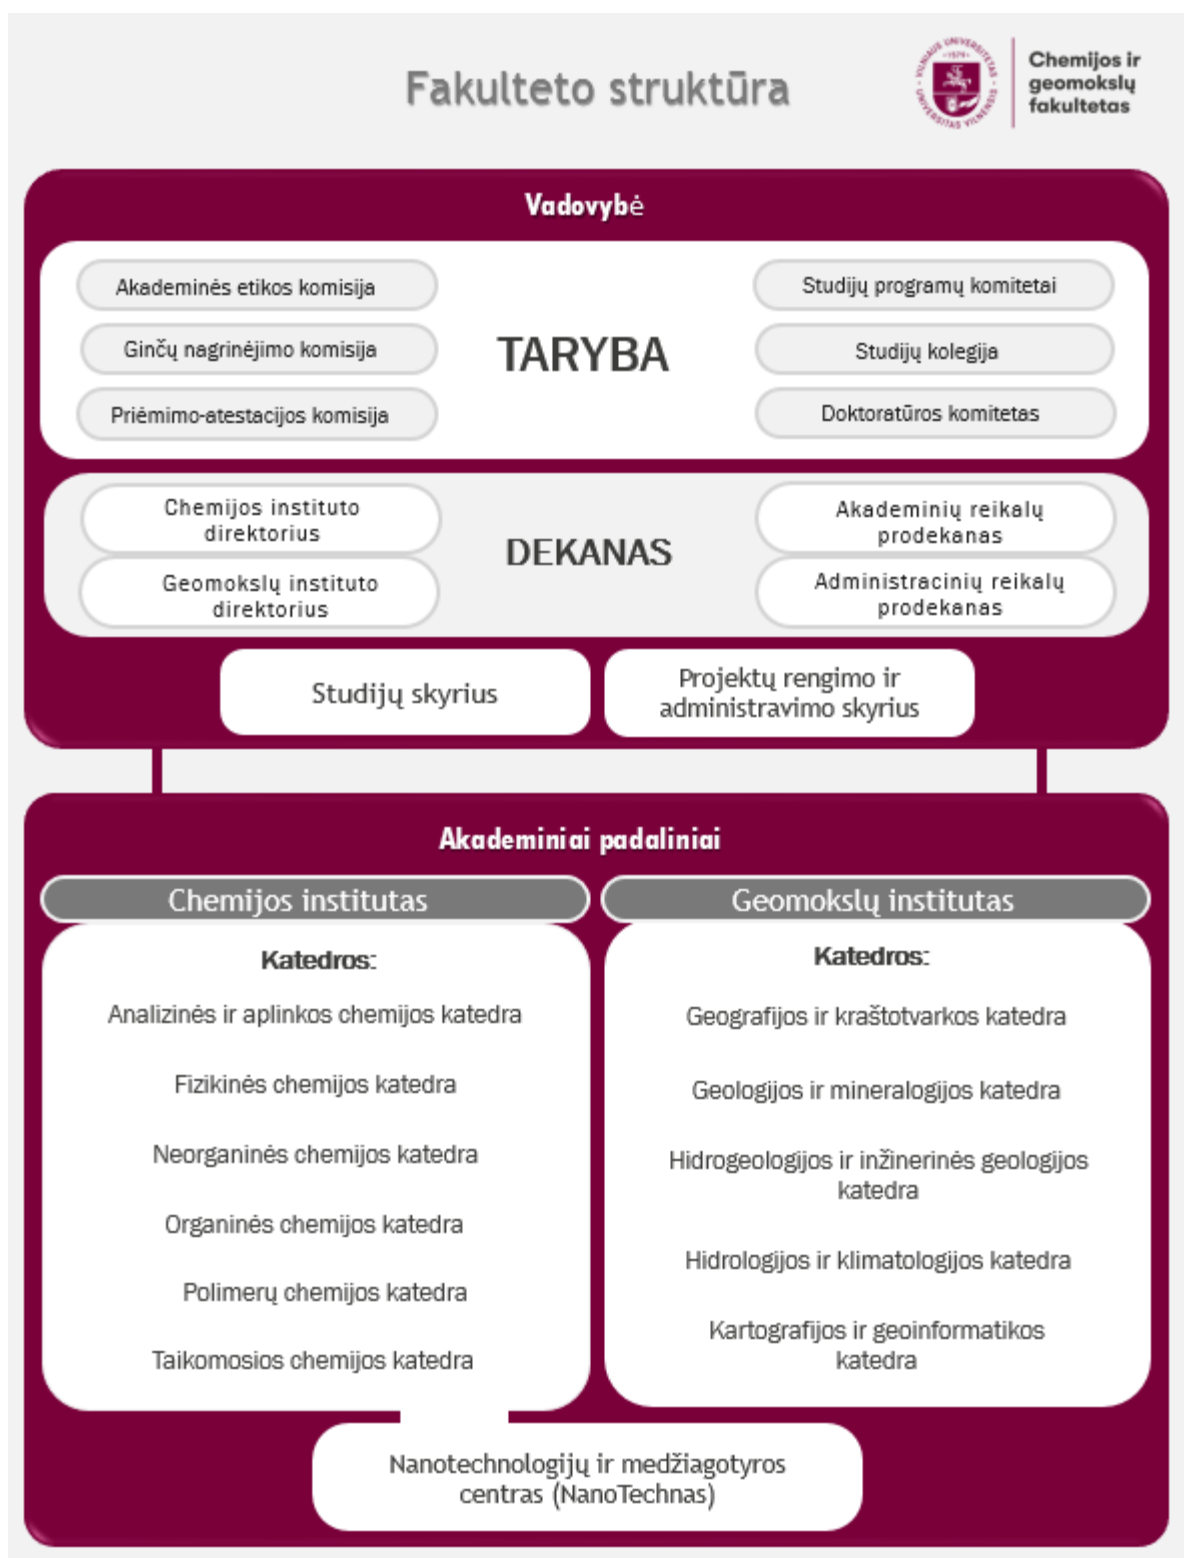 Fakulteto struktūra
VILNIAUS UNIVERSITETAS
·1579·
UNIVERSITAS VILNENSIS
Chemijos ir
geomokslų
fakultetas
Vadovybė
Akademinės etikos komisija
Ginčų nagrinėjimo komisija
Priėmimo-atestacijos komisija
TARYBA
Studijų programų komitetai
Studijų kolegija
Doktoratūros komitetas
Chemijos instituto
direktorius
Geomokslų instituto
direktorius
DEKANAS
Akademinių reikalų
prodekanas
Administracinių reikalų
prodekanas
Studijų skyrius
Projektų rengimo ir
administravimo skyrius
Akademiniai padaliniai
Chemijos institutas
Katedros:
Analizinės ir aplinkos chemijos katedra
Fizikinės chemijos katedra
Neorganinės chemijos katedra
Organinės chemijos katedra
Polimerų chemijos katedra
Taikomosios chemijos katedra
Geomokslų institutas
Katedros:
Geografijos ir kraštotvarkos katedra
Geologijos ir mineralogijos katedra
Hidrogeologijos ir inžinerinės geologijos
katedra
Hidrologijos ir klimatologijos katedra
Kartografijos ir geoinformatikos
katedra
Nanotechnologijų ir medžiagotyros
centras (NanoTechnas)